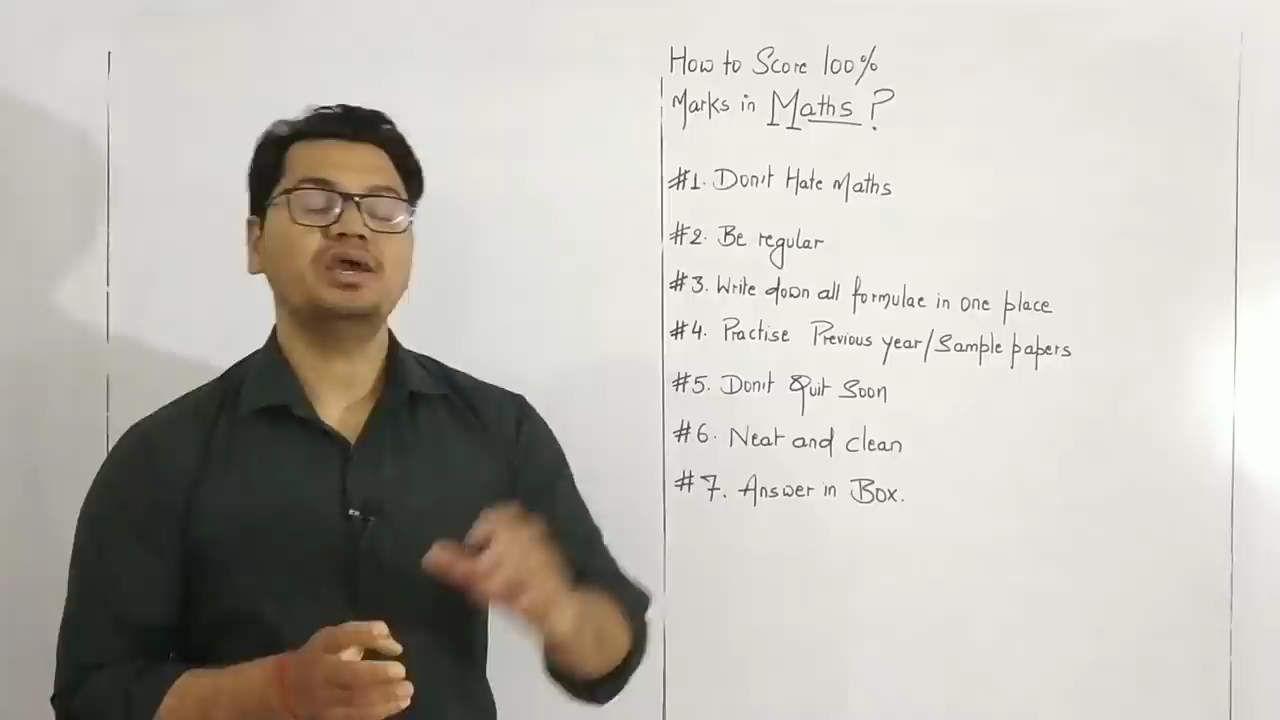 How to Score 100%
Marks in Maths ?
#1. Don't Hate Maths
#2. Be regular
#3. Write down all formulae in one place
#4. Practise Previous year/Sample papers
#5. Don't Quit Soon
#6. Neat and clean
#7. Answer in Box.